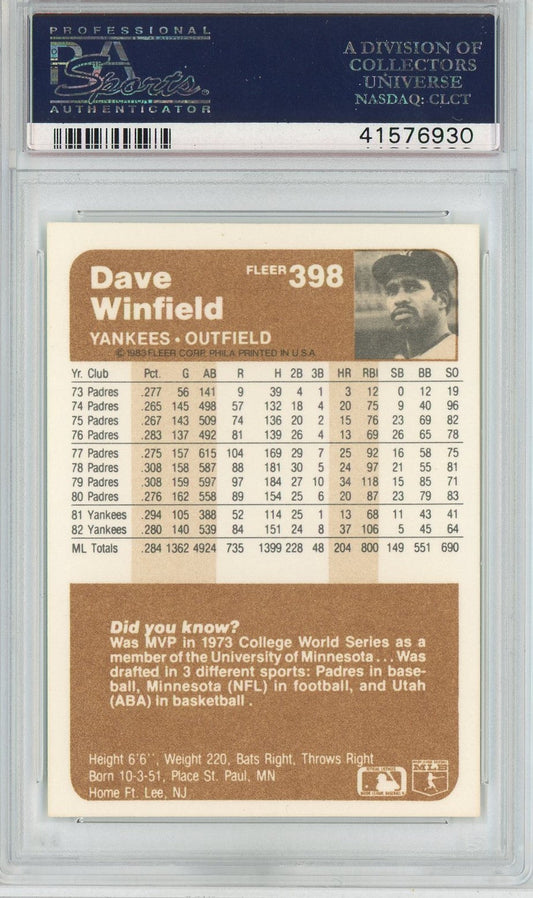 PROFESSIONAL
PSA
Sports
AUTHENTICATOR
A DIVISION OF
COLLECTORS
UNIVERSE
NASDAQ: CLCT
41576930
Dave
Winfield
FLEER 398
YANKEES • OUTFIELD
© 1983 FLEER CORP. PHILA PRINTED IN U.S.A.
Yr. Club Pct. G AB R H 2B 3B HR RBI SB BB SO
73 Padres .277 56 141 9 39 4 1 3 12 0 12 19
74 Padres .265 145 498 57 132 18 4 20 75 9 40 96
75 Padres .267 143 509 74 136 20 2 15 76 23 69 82
76 Padres .283 137 492 81 139 26 4 13 69 26 65 78
77 Padres .275 157 615 104 169 29 7 25 92 16 58 75
78 Padres .308 158 587 88 181 30 5 24 97 21 55 81
79 Padres .308 159 597 97 184 27 10 34 118 15 85 71
80 Padres .276 162 558 89 154 25 6 20 87 23 79 83
81 Yankees .294 105 388 52 114 25 1 13 68 11 43 41
82 Yankees .280 140 539 84 151 24 8 37 106 5 45 64
ML Totals .284 1362 4924 735 1399 228 48 204 800 149 551 690
Did you know?
Was MVP in 1973 College World Series as a
member of the University of Minnesota... Was
drafted in 3 different sports: Padres in base-
ball, Minnesota (NFL) in football, and Utah
(ABA) in basketball.
Height 6'6'', Weight 220, Bats Right, Throws Right
Born 10-3-51, Place St. Paul, MN
Home Ft. Lee, NJ